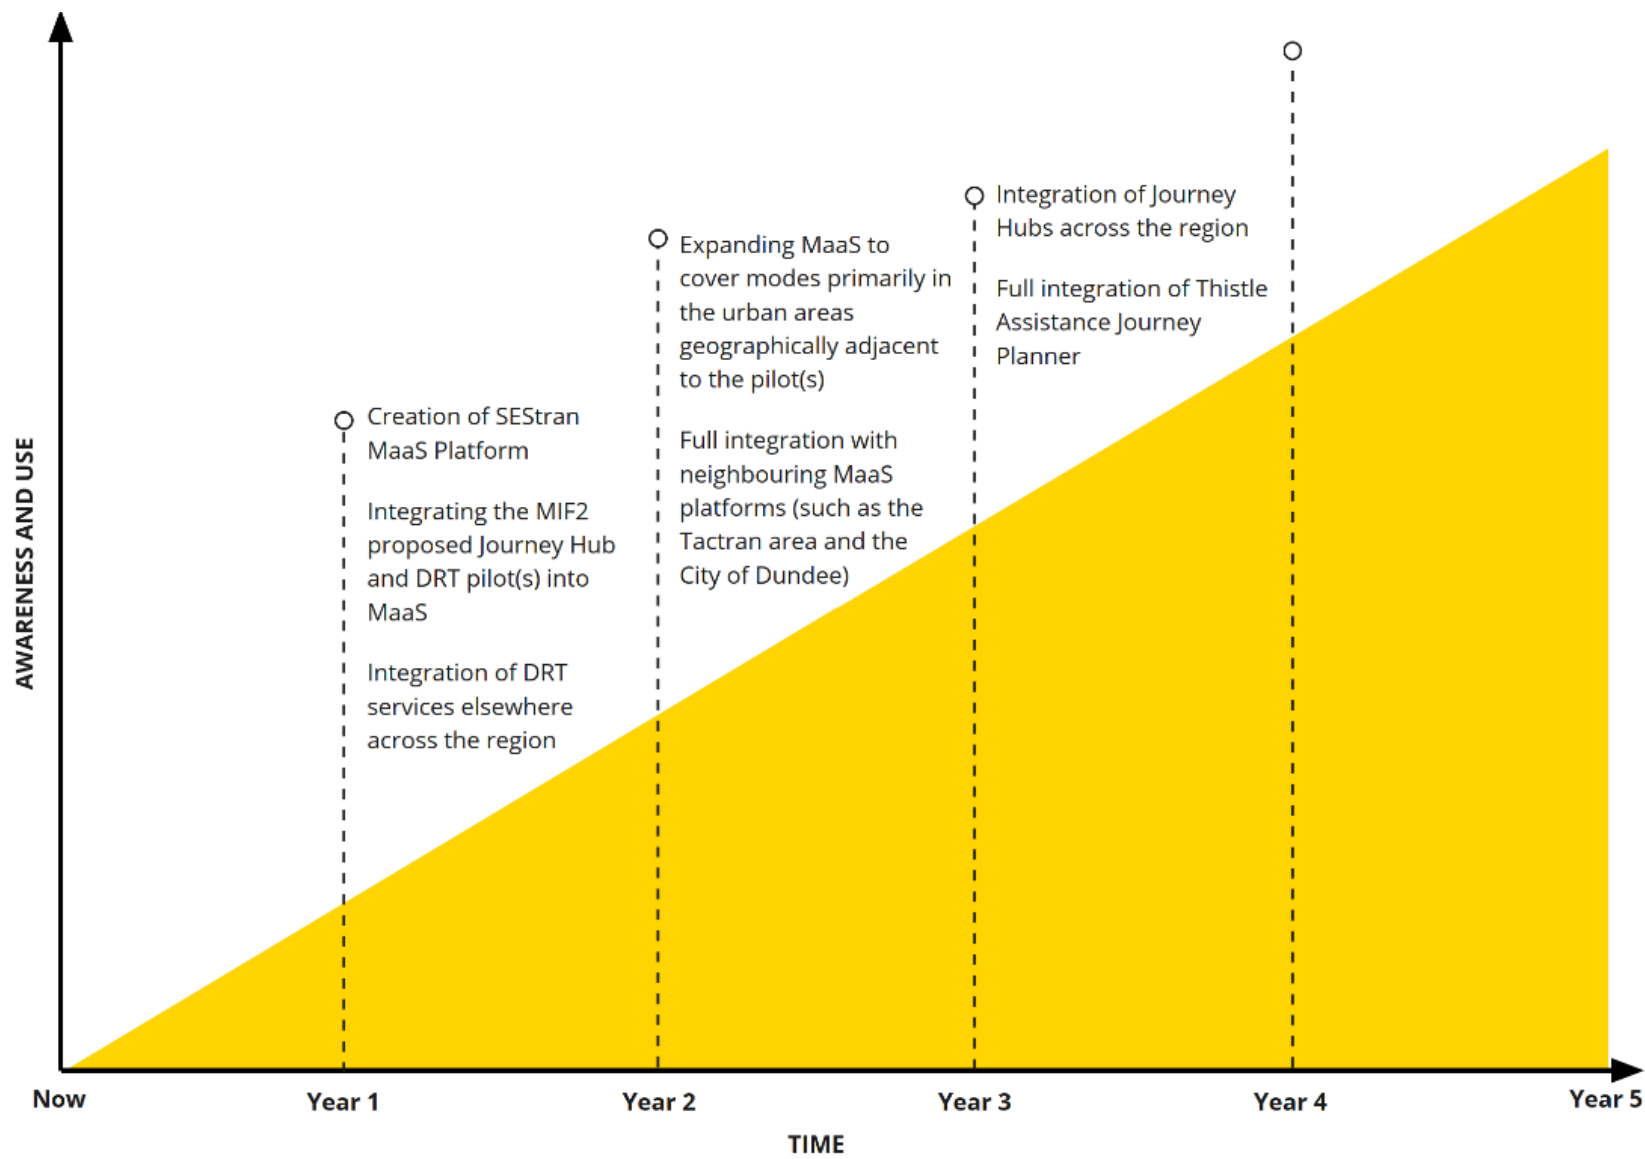 Integration of Journey
Hubs across the region
Full integration of Thistle
Assistance Journey
Planner
Expanding MaaS to
cover modes primarily in
the urban areas
geographically adjacent
to the pilot(s)
Full integration with
neighbouring MaaS
platforms (such as the
Tactran area and the
City of Dundee)
Creation of SEStran
MaaS Platform
Integrating the MIF2
proposed Journey Hub
and DRT pilot(s) into
MaaS
Integration of DRT
services elsewhere
across the region
AWARENESS AND USE
Now
Year 1
Year 2
Year 3
Year 4
Year 5
TIME